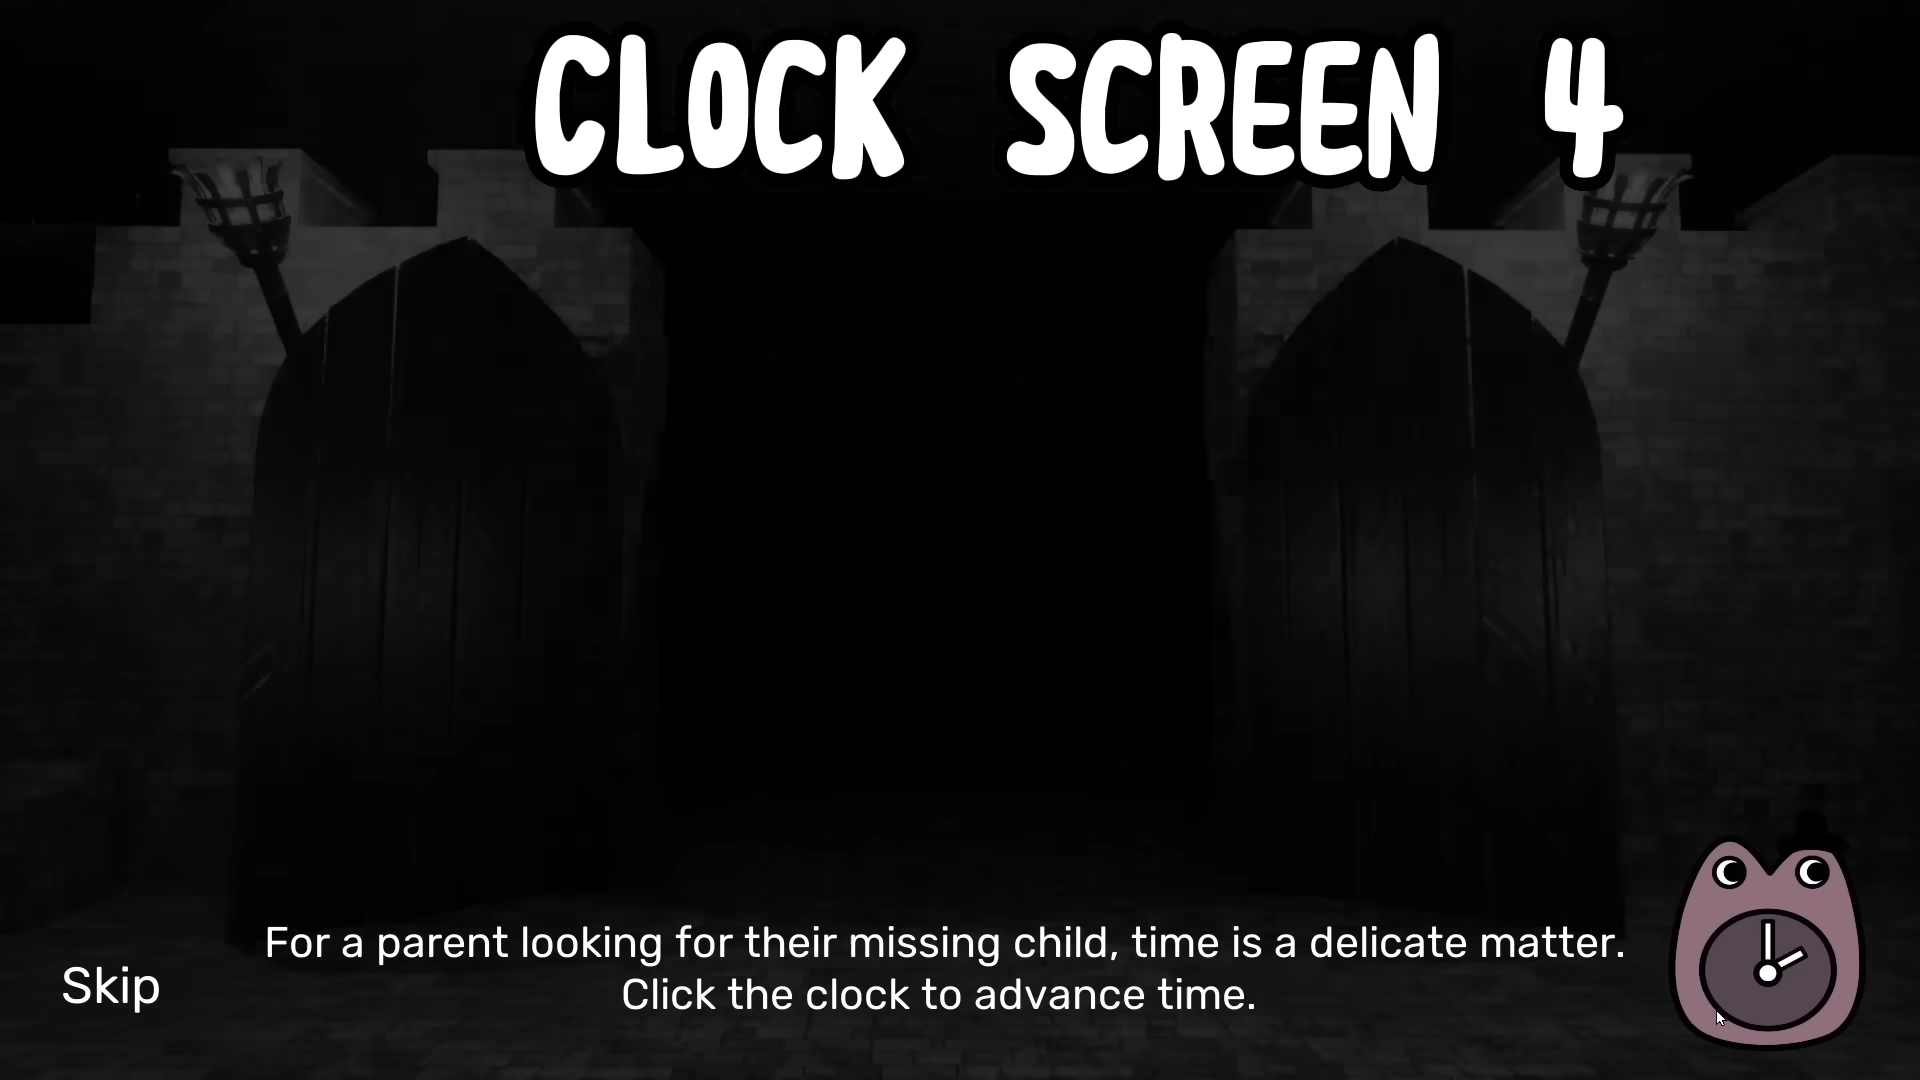 CLOCK SCREEN 4
For a parent looking for their missing child, time is a delicate matter.
Click the clock to advance time.
Skip